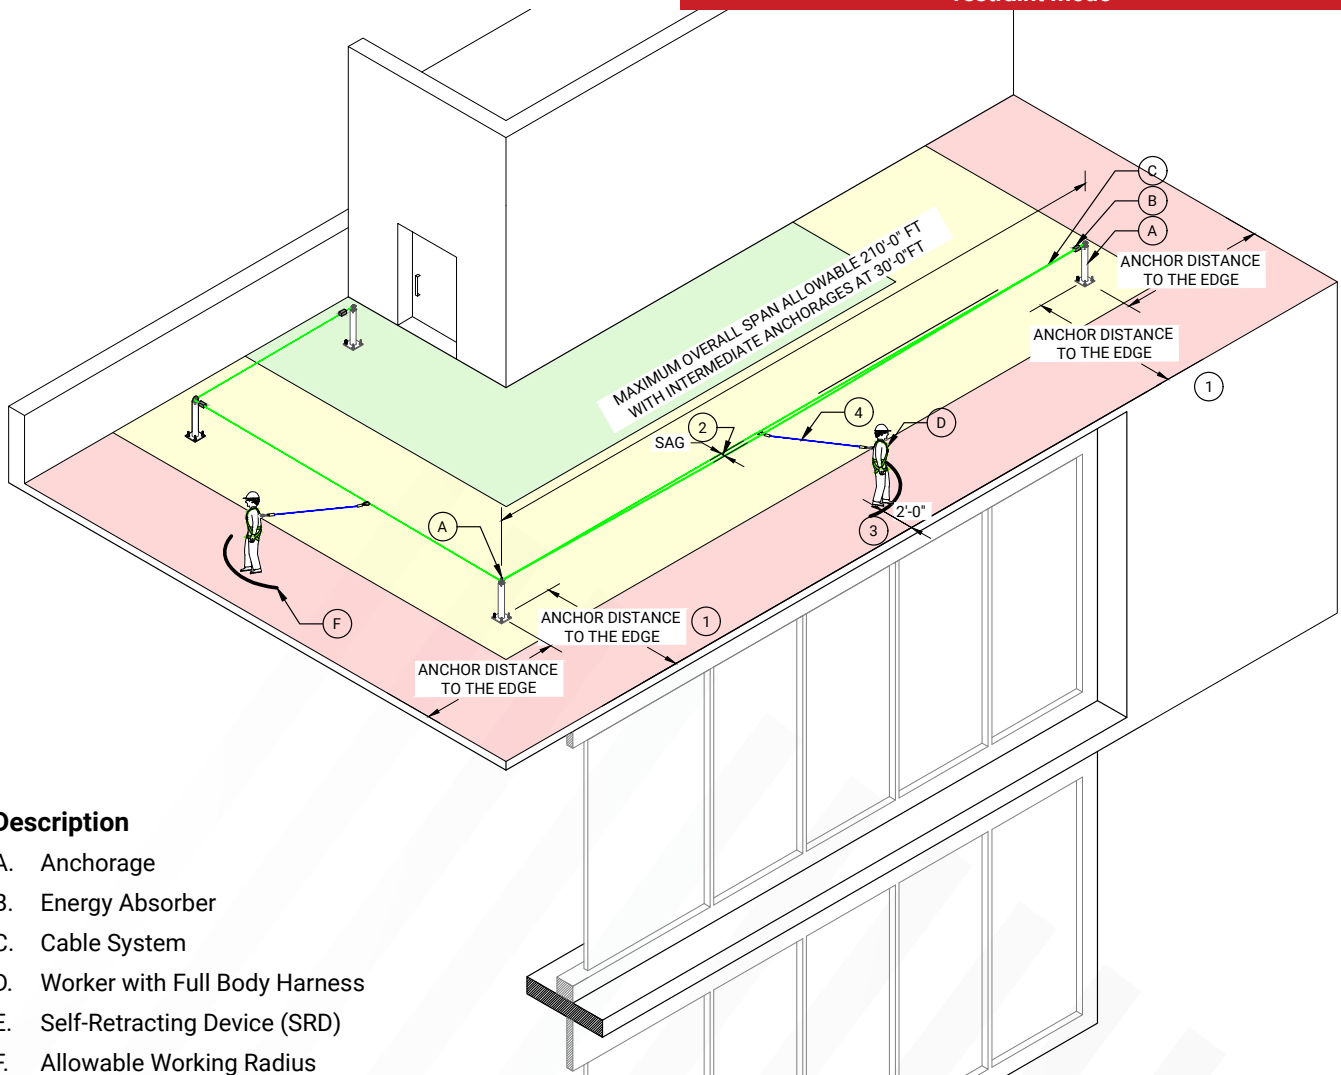 restraint mode
C
B
A
ANCHOR DISTANCE
TO THE EDGE
MAXIMUM OVERALL SPAN ALLOWABLE 210'-0" FT
WITH INTERMEDIATE ANCHORAGES AT 30'-0"FT
ANCHOR DISTANCE
TO THE EDGE
1
4
2
SAG
D
2'-0"
3
A
F
ANCHOR DISTANCE
TO THE EDGE
1
ANCHOR DISTANCE
TO THE EDGE
Description
A. Anchorage
B. Energy Absorber
C. Cable System
D. Worker with Full Body Harness
E. Self-Retracting Device (SRD)
F. Allowable Working Radius